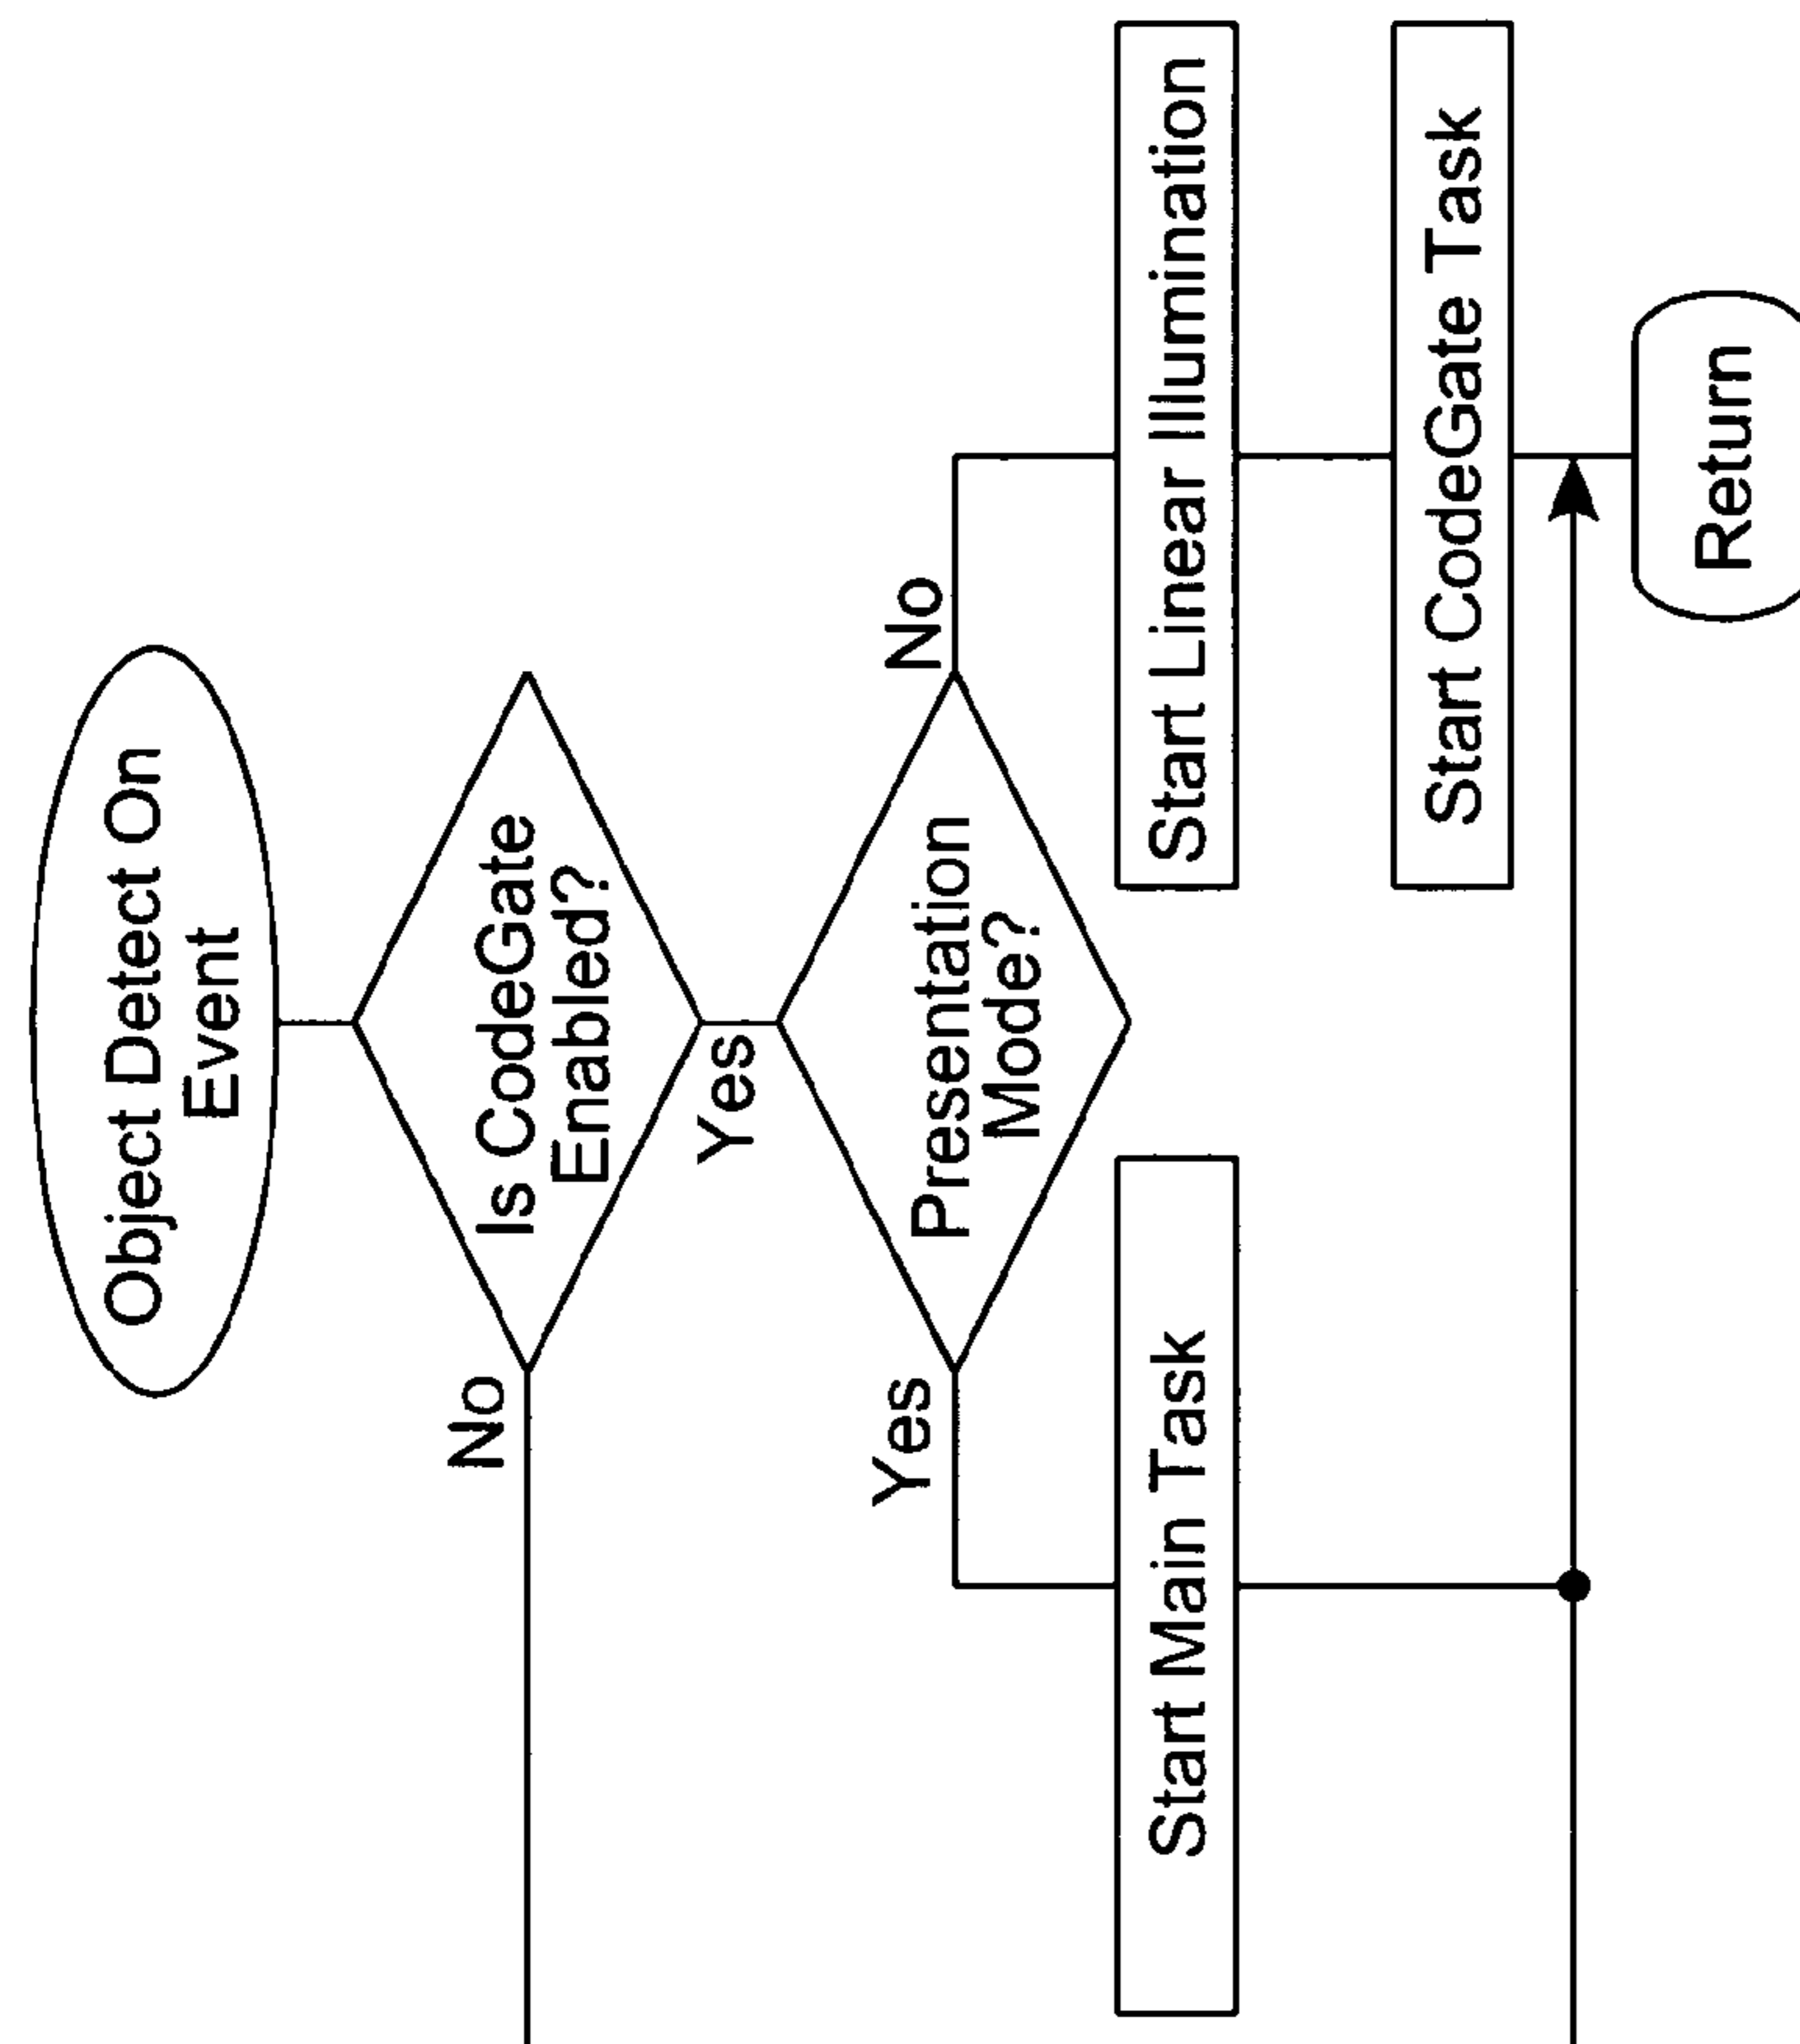 Object Detect On
Event
Is CodeGate
Enabled?
No
Yes
Presentation
Mode?
Yes
No
Start Main Task
Start Linear Illumination
Start CodeGate Task
Return